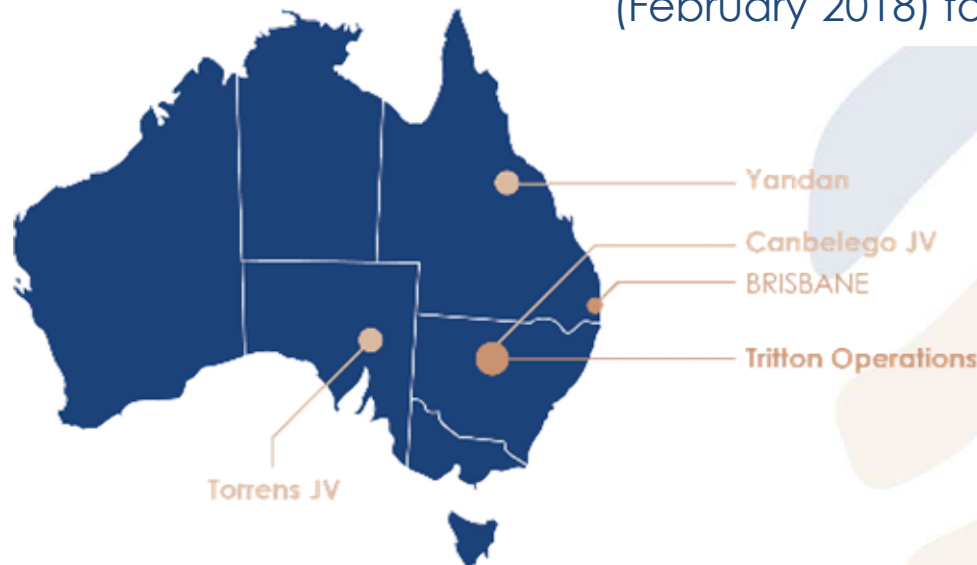 (February 2018) to
Yandan
Canbelego JV
BRISBANE
Tritton Operations
Torrens JV